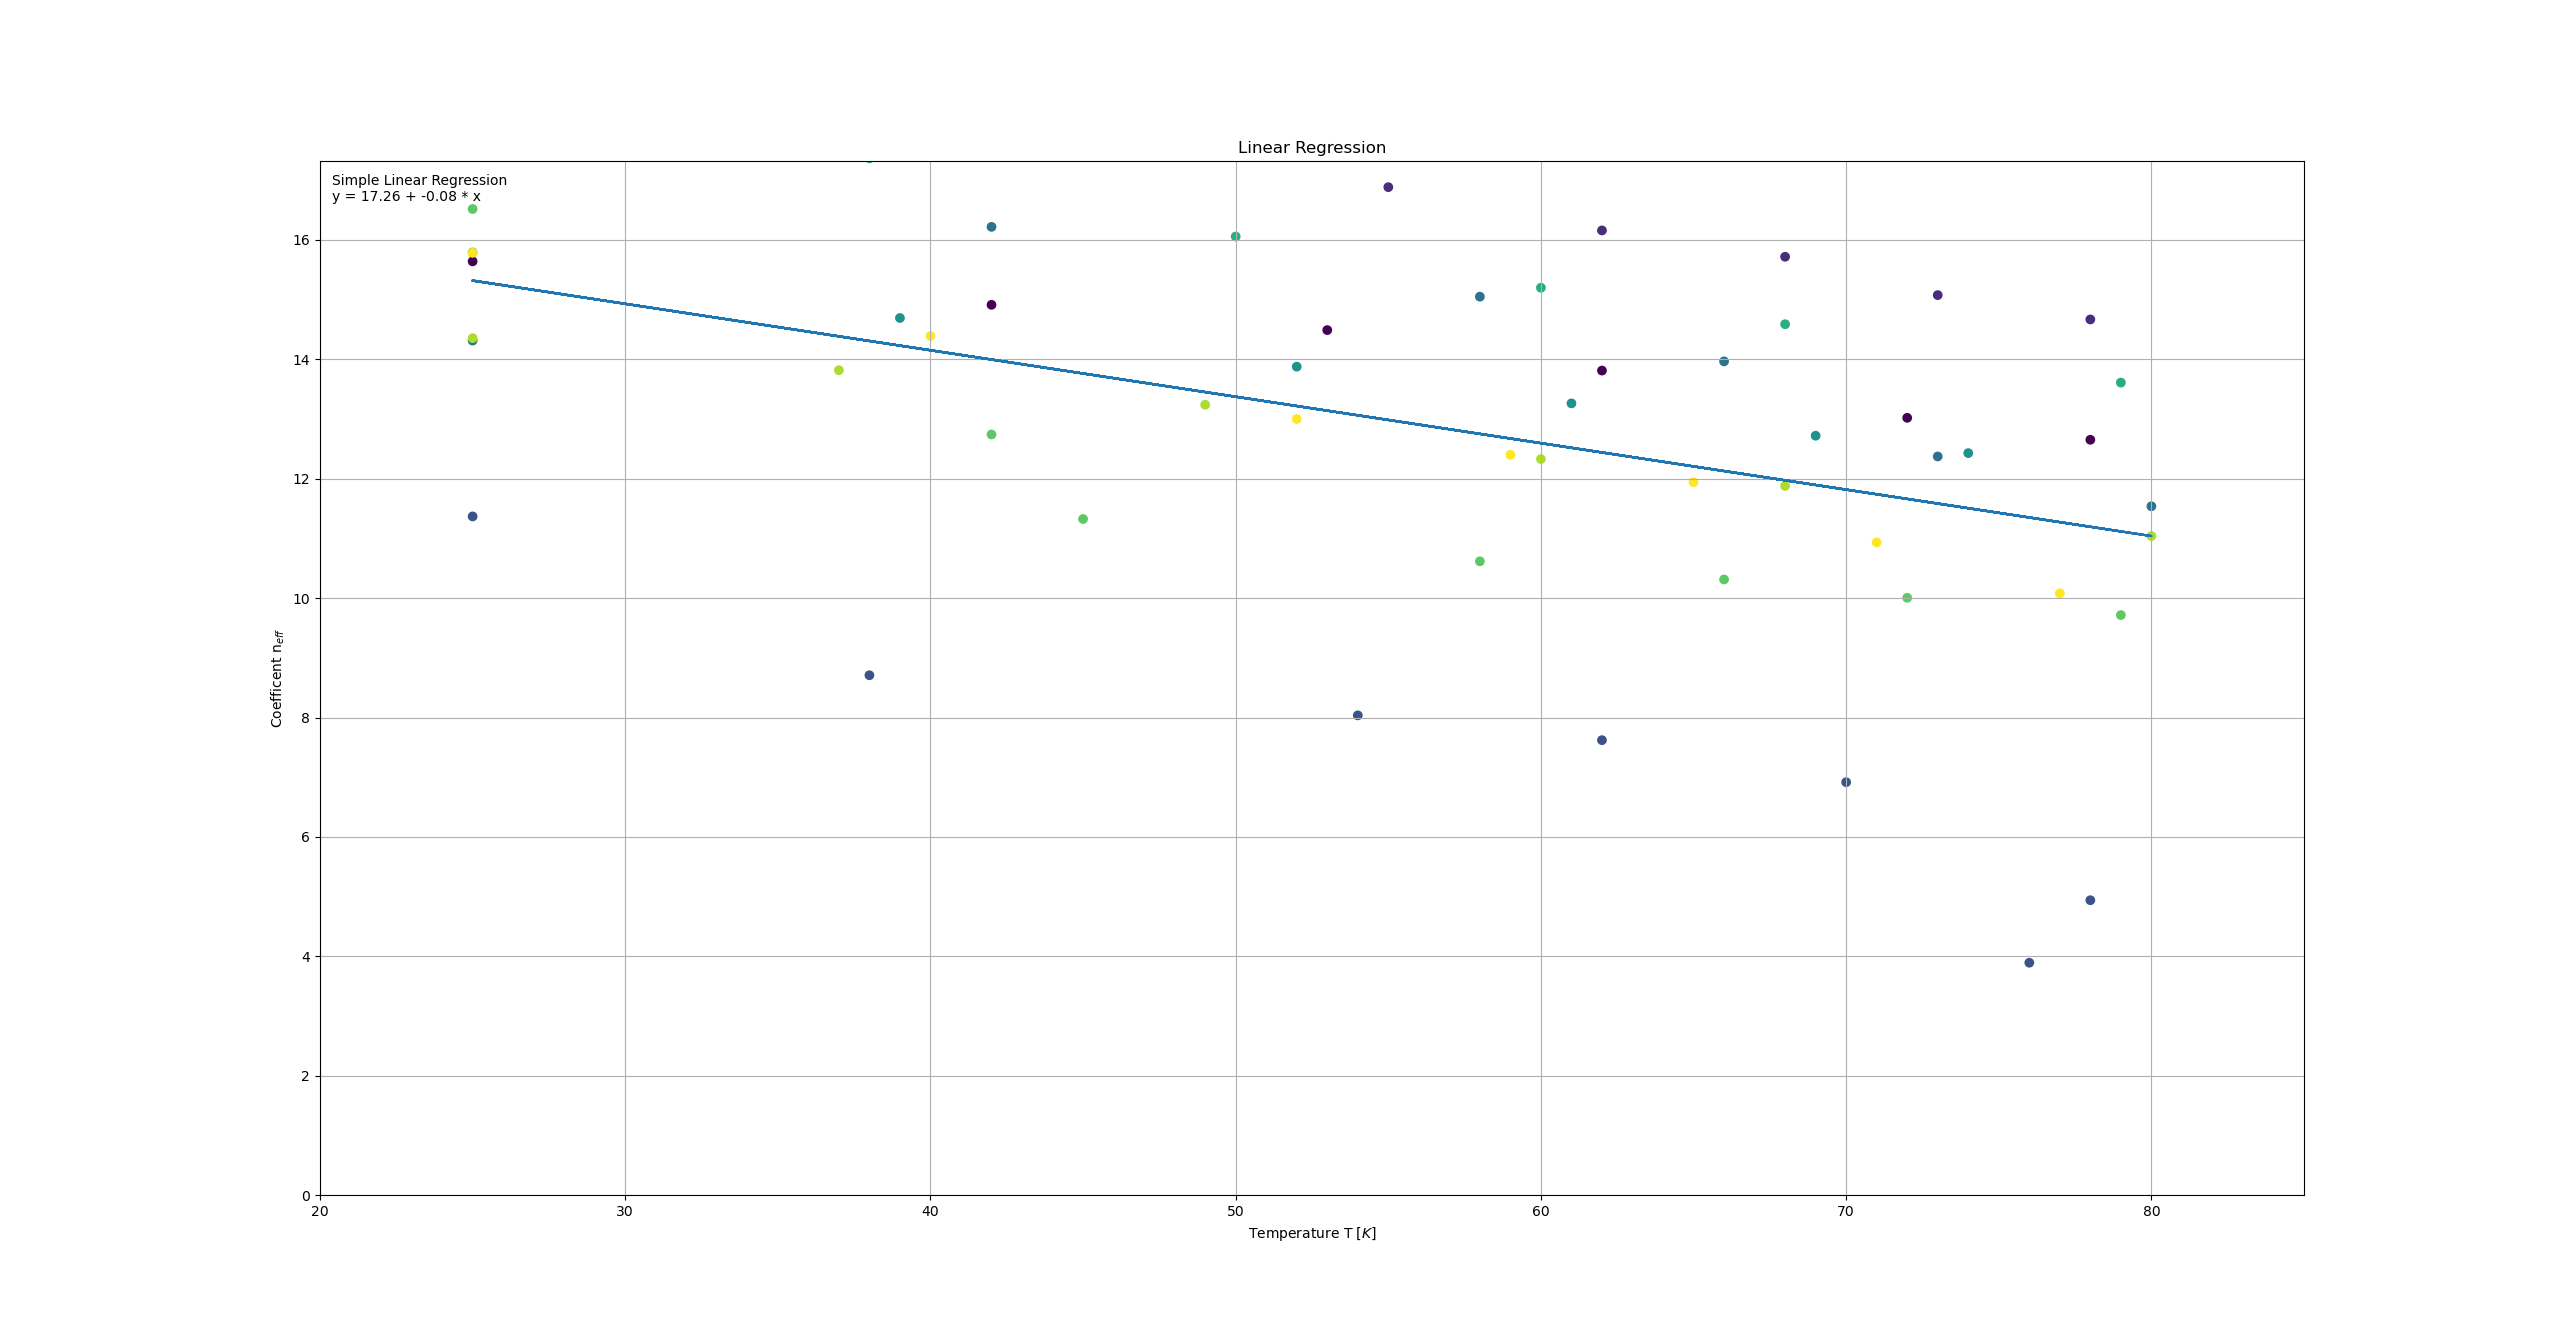 Linear Regression
Simple Linear Regression
y = 17.26 + -0.08 * x
16
14
12
10
8
6
4
2
0
Coefficent n_eff
20 30 40 50 60 70 80
Temperature T [K]